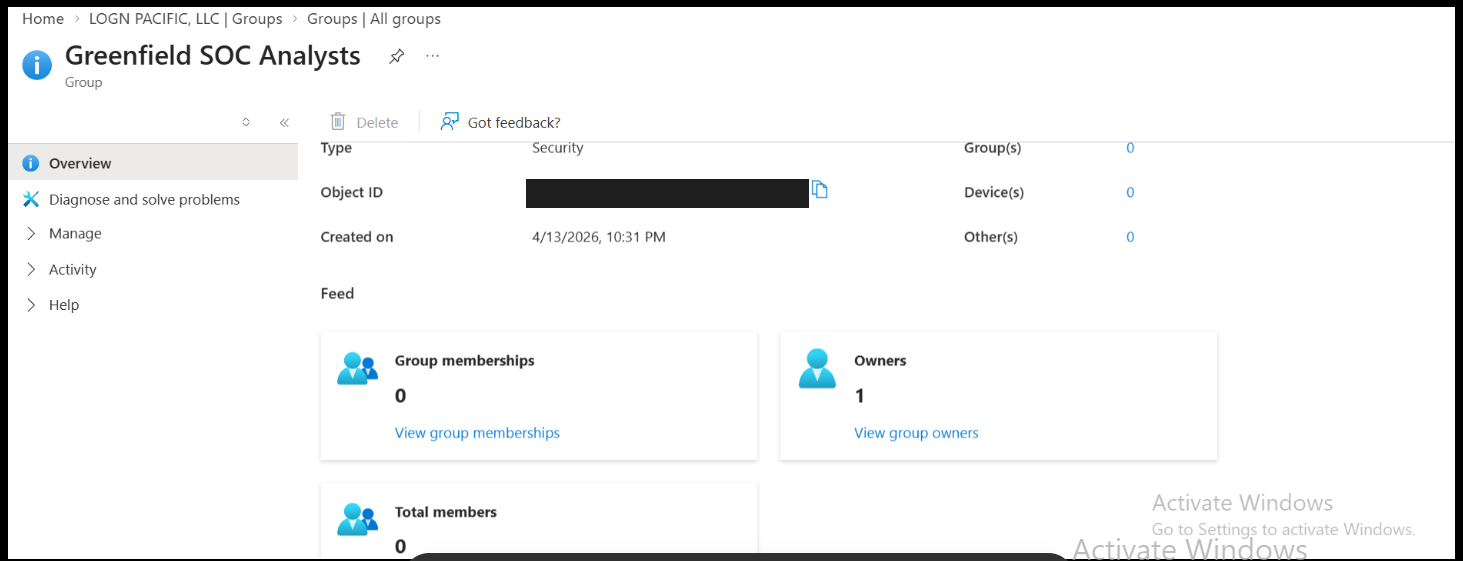 Home > LOGN PACIFIC, LLC | Groups > Groups | All groups
Greenfield SOC Analysts
Group
Delete
Got feedback?
Overview
Diagnose and solve problems
Manage
Activity
Help
Type Security Group(s) 0
Object ID Device(s) 0
Created on 4/13/2026, 10:31 PM Other(s) 0
Feed
Group memberships
0
View group memberships
Owners
1
View group owners
Total members
0
Activate Windows
Go to Settings to activate Windows.
Activate Windows